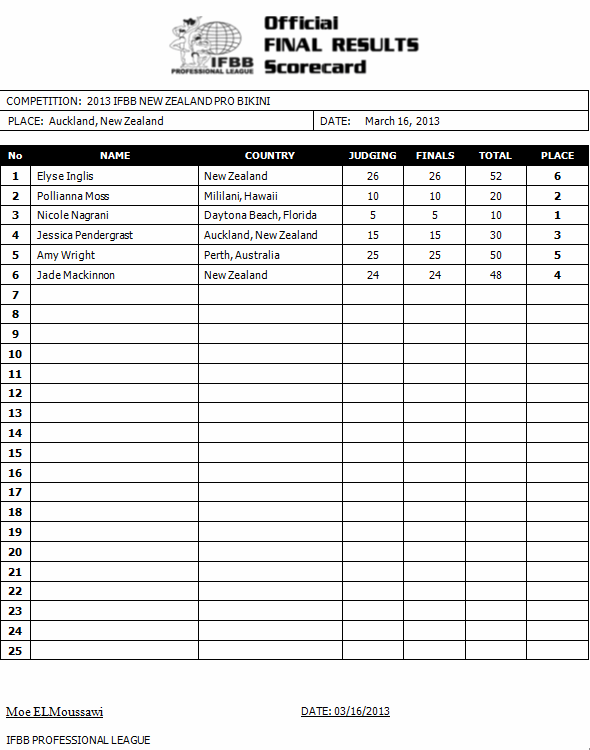 Official
FINAL RESULTS
Scorecard
IFBB
PROFESSIONAL LEAGUE
COMPETITION: 2013 IFBB NEW ZEALAND PRO BIKINI
PLACE: Auckland, New Zealand DATE: March 16, 2013
No NAME COUNTRY JUDGING FINALS TOTAL PLACE
1 Elyse Inglis New Zealand 26 26 52 6
2 Pollianna Moss Mililani, Hawaii 10 10 20 2
3 Nicole Nagrani Daytona Beach, Florida 5 5 10 1
4 Jessica Pendergrast Auckland, New Zealand 15 15 30 3
5 Amy Wright Perth, Australia 25 25 50 5
6 Jade Mackinnon New Zealand 24 24 48 4
7
8
9
10
11
12
13
14
15
16
17
18
19
20
21
22
23
24
25
Moe ELMoussawi DATE: 03/16/2013
IFBB PROFESSIONAL LEAGUE